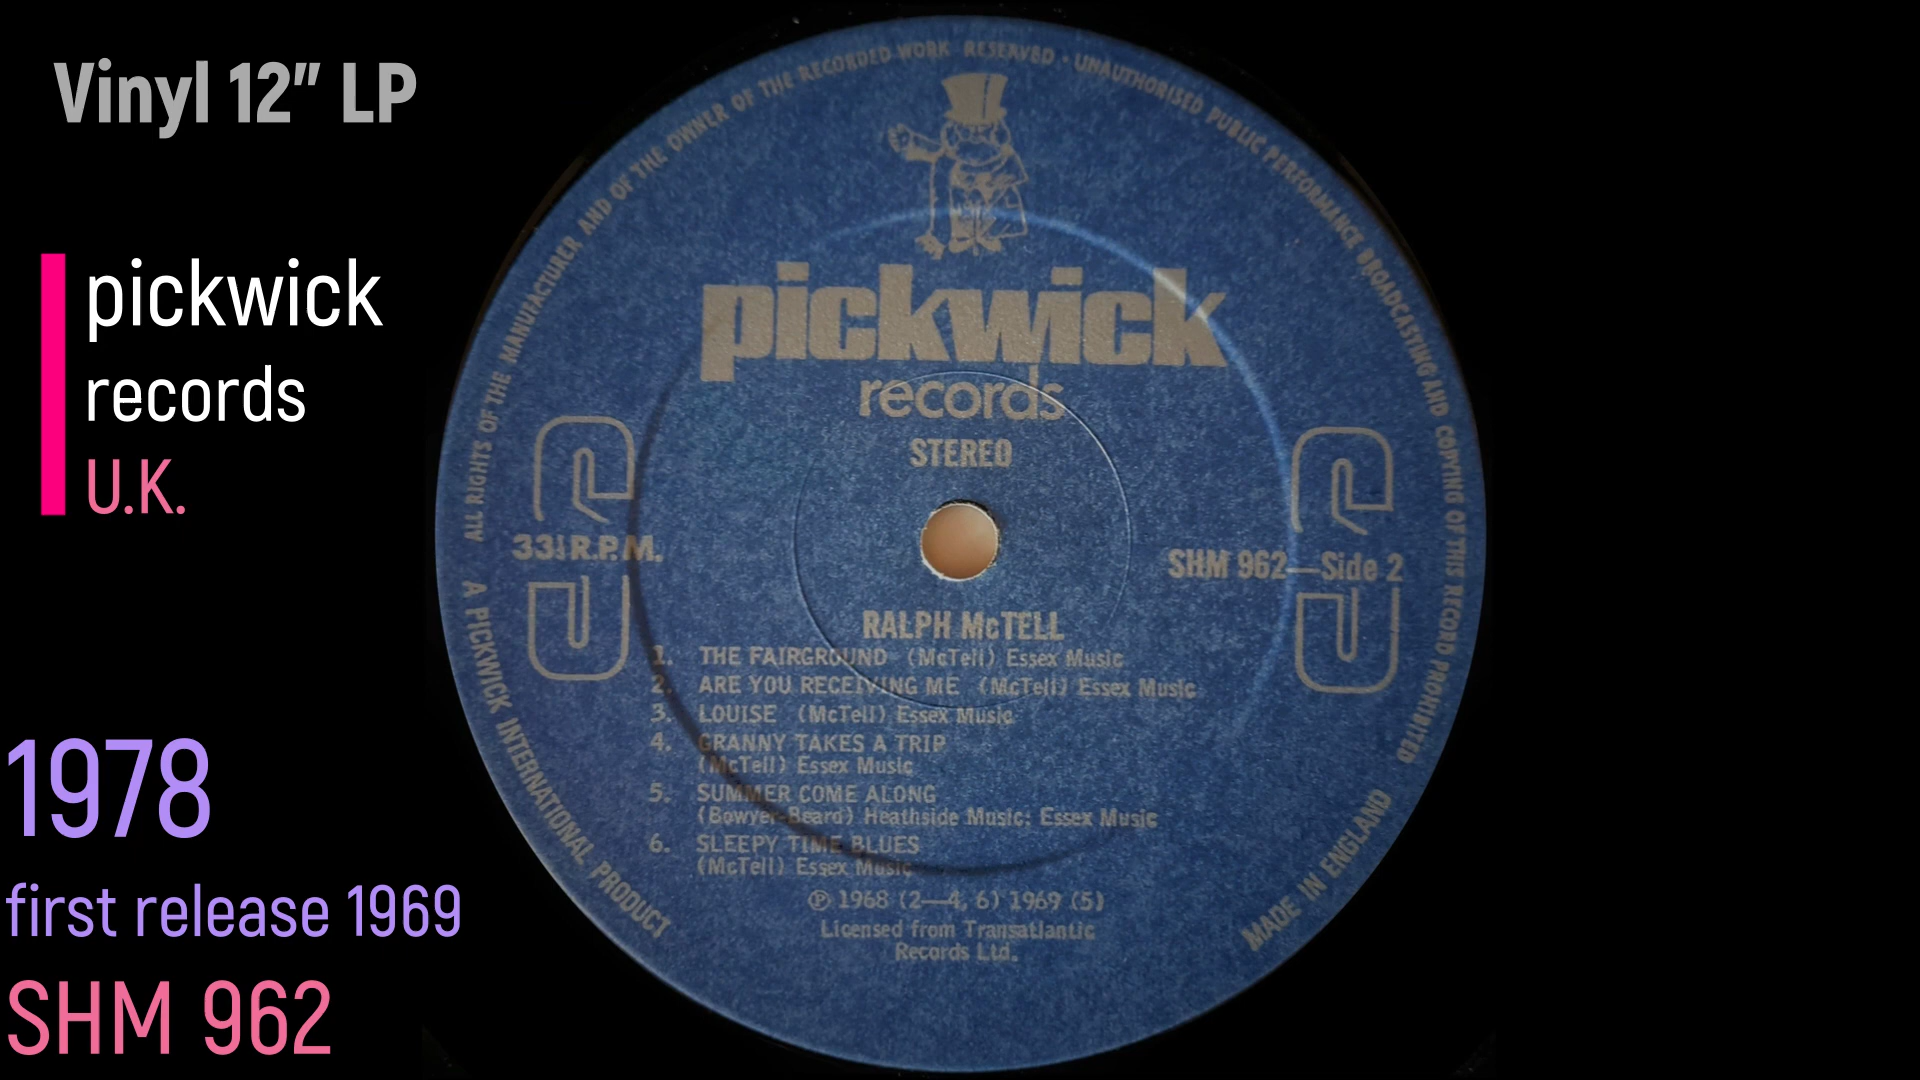 Vinyl 12" LP
pickwick
records
U.K.
1978
first release 1969
SHM 962
ALL RIGHTS OF THE MANUFACTURER AND OF THE OWNER OF THE RECORDED WORK RESERVED · UNAUTHORISED PUBLIC PERFORMANCE BROADCASTING AND COPYING OF THIS RECORD PROHIBITED
pickwick
records
STEREO
33⅓ R.P.M.
SHM 962—Side 2
RALPH McTELL
1. THE FAIRGROUND (McTell) Essex Music
2. ARE YOU RECEIVING ME (McTell) Essex Music
3. LOUISE (McTell) Essex Music
4. GRANNY TAKES A TRIP
(McTell) Essex Music
5. SUMMER COME ALONG
(Bowyer-Beard) Heathside Music; Essex Music
6. SLEEPY TIME BLUES
(McTell) Essex Music
℗ 1968 (2—4, 6) 1969 (5)
Licensed from Transatlantic
Records Ltd.
A PICKWICK INTERNATIONAL PRODUCT
MADE IN ENGLAND